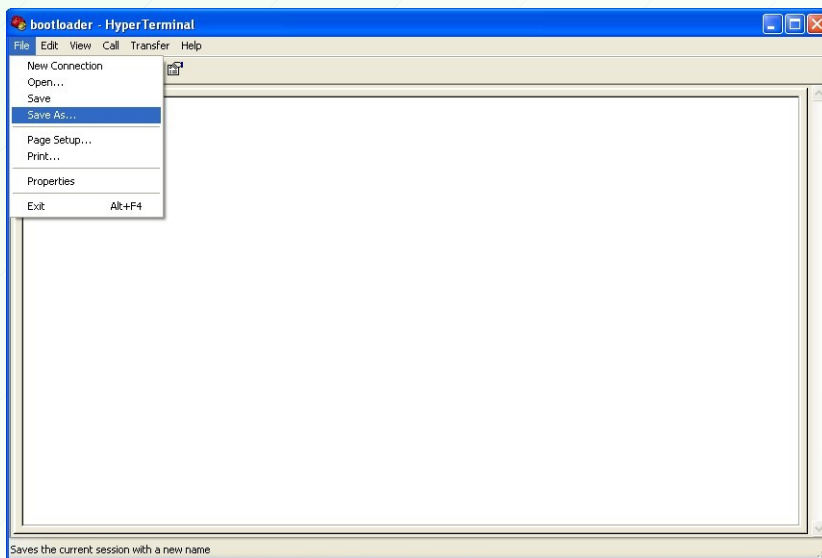 bootloader - HyperTerminal
File Edit View Call Transfer Help
New Connection
Open...
Save
Save As...
Page Setup...
Print...
Properties
Exit Alt+F4
Saves the current session with a new name